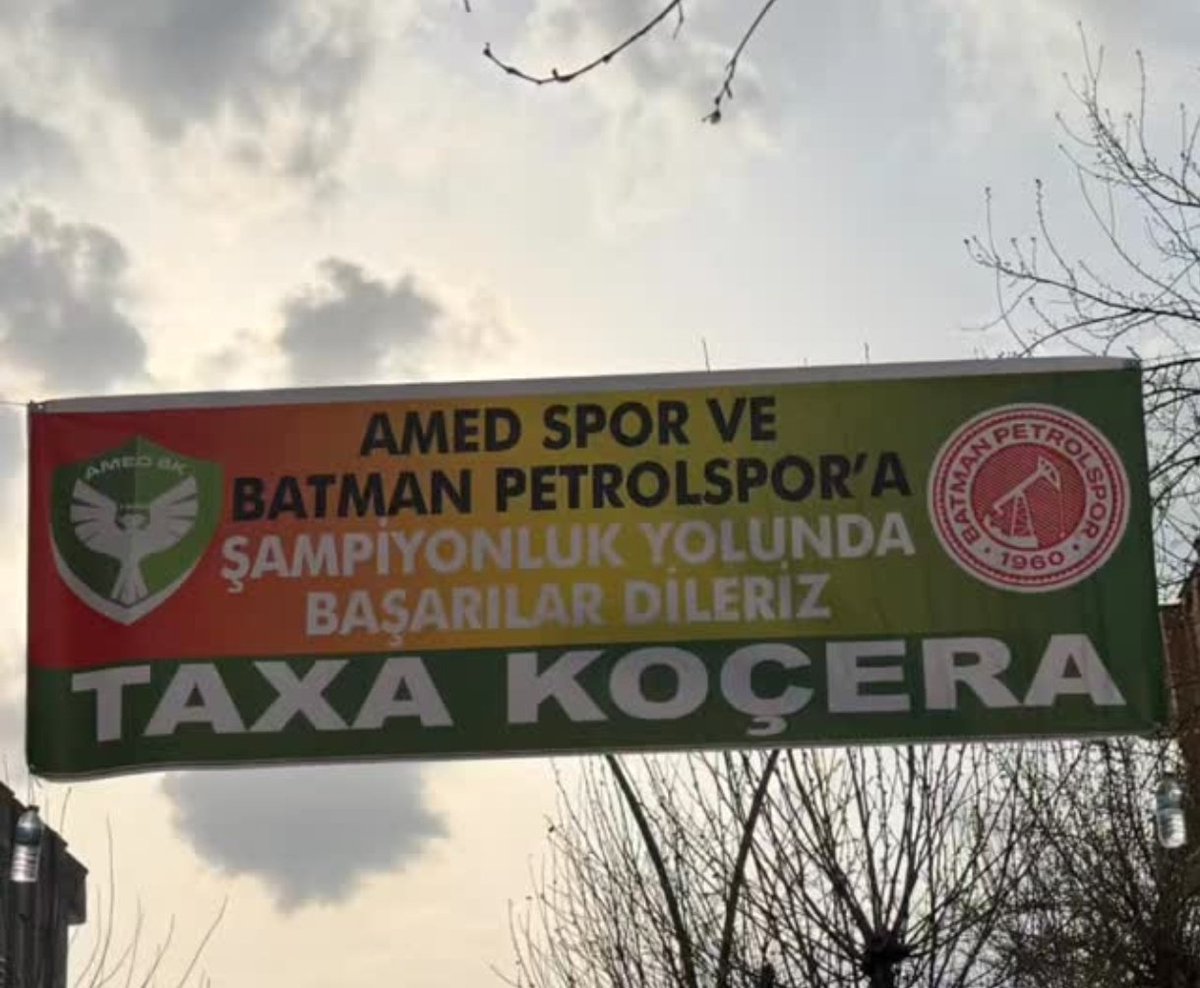 AMED SPOR VE
BATMAN PETROLSPOR'A
ŞAMPİYONLUK YOLUNDA
BAŞARILAR DİLERİZ
TAXA KOÇERA
AMED SK
BATMAN PETROLSPOR
• 1960 •